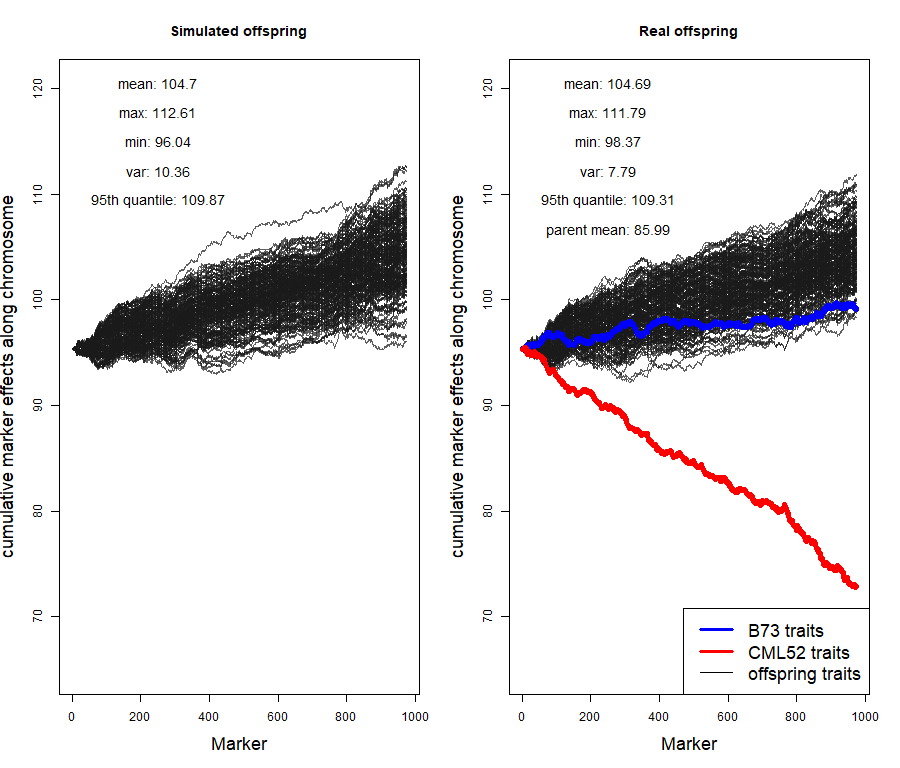 Simulated offspring
mean: 104.7
max: 112.61
min: 96.04
var: 10.36
95th quantile: 109.87
120
110
100
90
80
70
cumulative marker effects along chromosome
0 200 400 600 800 1000
Marker
Real offspring
mean: 104.69
max: 111.79
min: 98.37
var: 7.79
95th quantile: 109.31
parent mean: 85.99
120
110
100
90
80
70
cumulative marker effects along chromosome
B73 traits
CML52 traits
offspring traits
0 200 400 600 800 1000
Marker